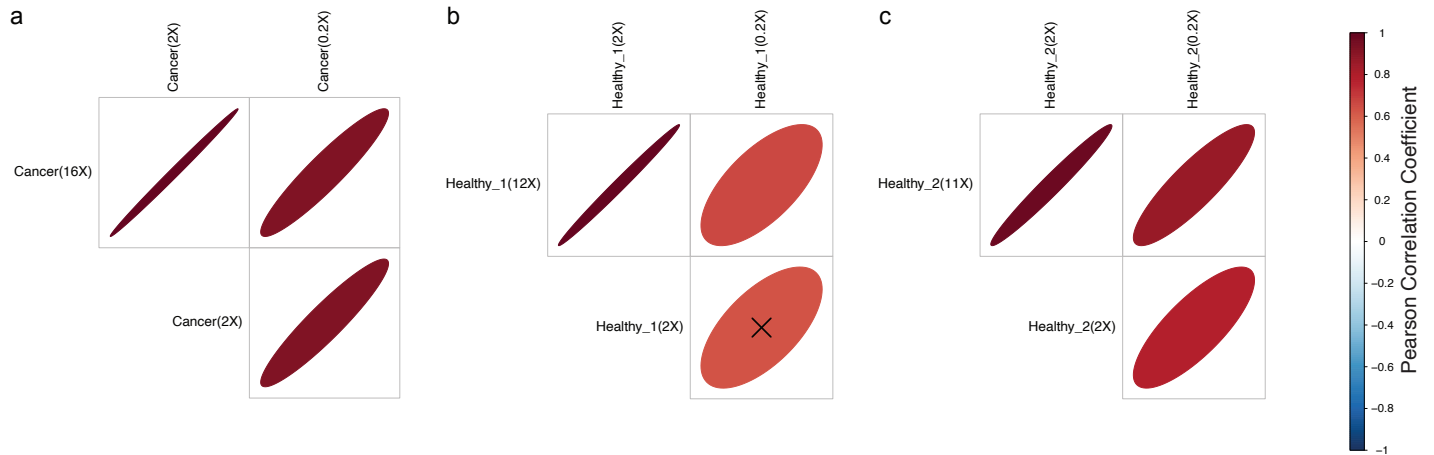 a
Cancer(2X)
Cancer(0.2X)
Cancer(16X)
Cancer(2X)
b
Healthy_1(2X)
Healthy_1(0.2X)
Healthy_1(12X)
Healthy_1(2X)
c
Healthy_2(2X)
Healthy_2(0.2X)
Healthy_2(11X)
Healthy_2(2X)
1
0.8
0.6
0.4
0.2
0
−0.2
−0.4
−0.6
−0.8
−1
Pearson Correlation Coefficient